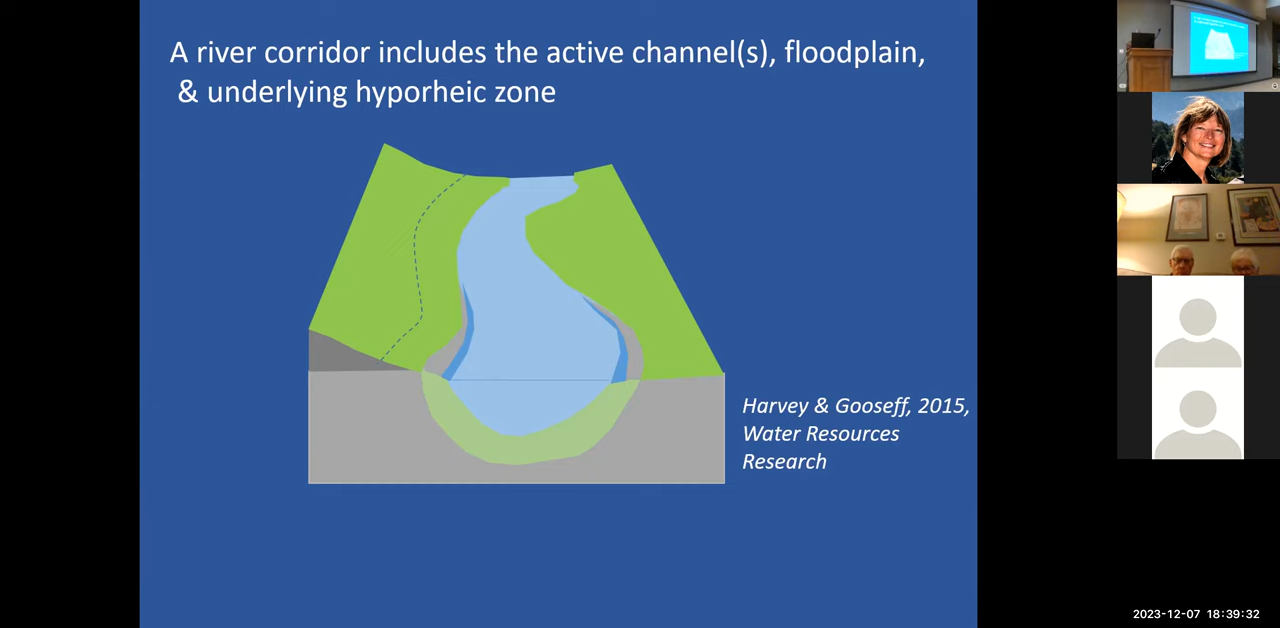 A river corridor includes the active channel(s), floodplain,
& underlying hyporheic zone
Harvey & Gooseff, 2015,
Water Resources
Research
2023-12-07 18:39:32